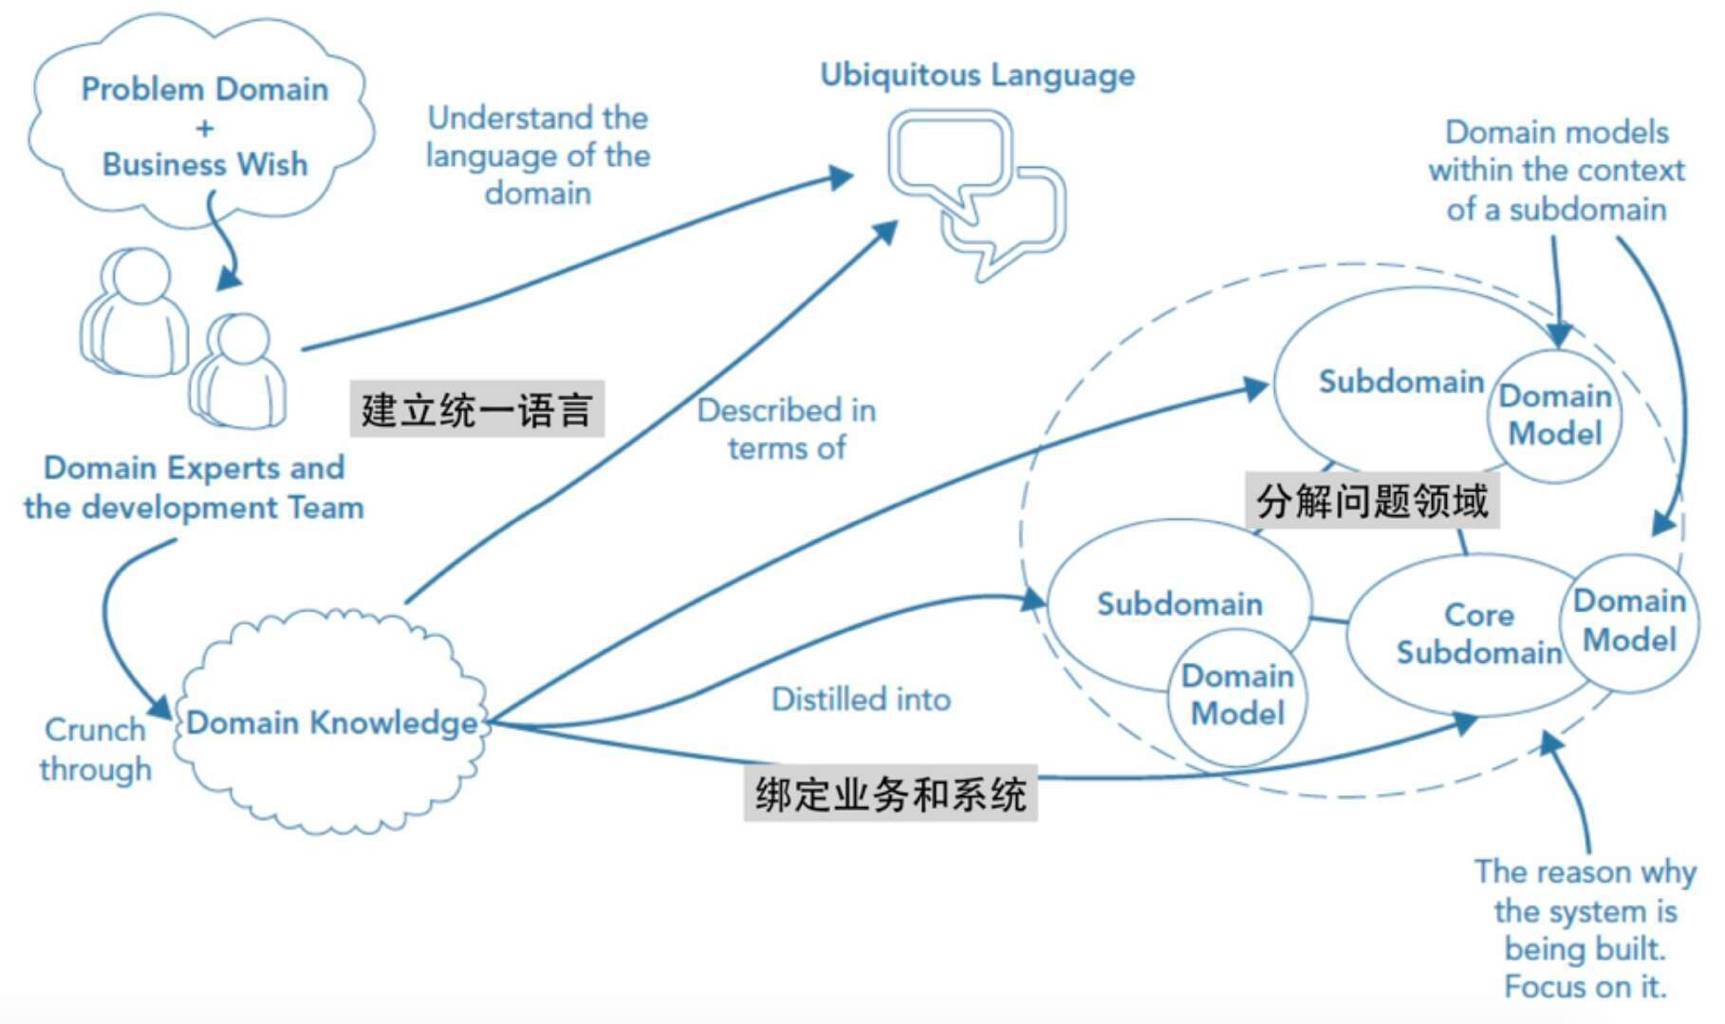 Problem Domain
+
Business Wish
Understand the
language of the
domain
Ubiquitous Language
Domain models
within the context
of a subdomain
建立统一语言
Domain Experts and
the development Team
Described in
terms of
Subdomain
Domain
Model
分解问题领域
Subdomain
Domain
Model
Core
Subdomain
Domain
Model
Crunch
through
Domain Knowledge
Distilled into
绑定业务和系统
The reason why
the system is
being built.
Focus on it.